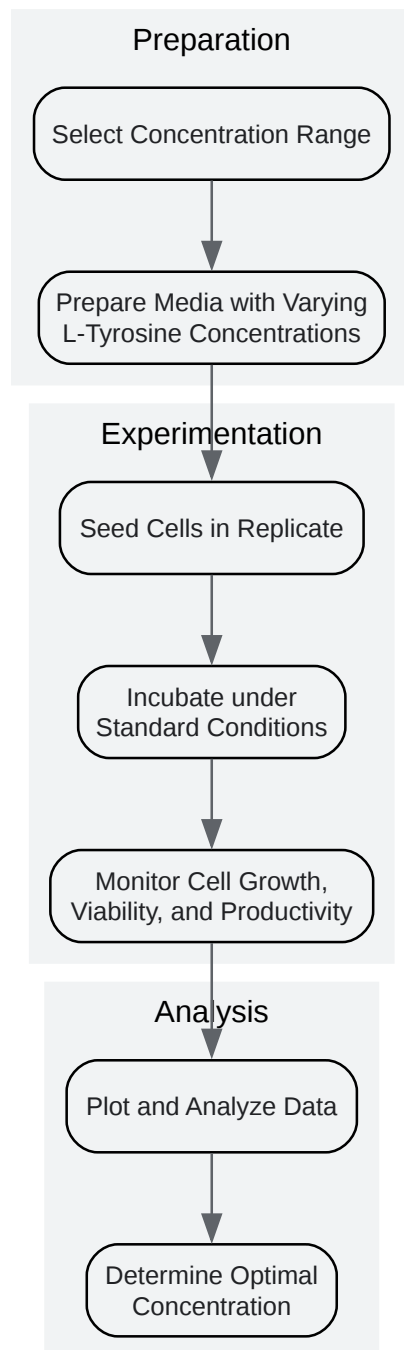 Preparation
Select Concentration Range
Prepare Media with Varying
L-Tyrosine Concentrations
Experimentation
Seed Cells in Replicate
Incubate under
Standard Conditions
Monitor Cell Growth,
Viability, and Productivity
Analysis
Plot and Analyze Data
Determine Optimal
Concentration